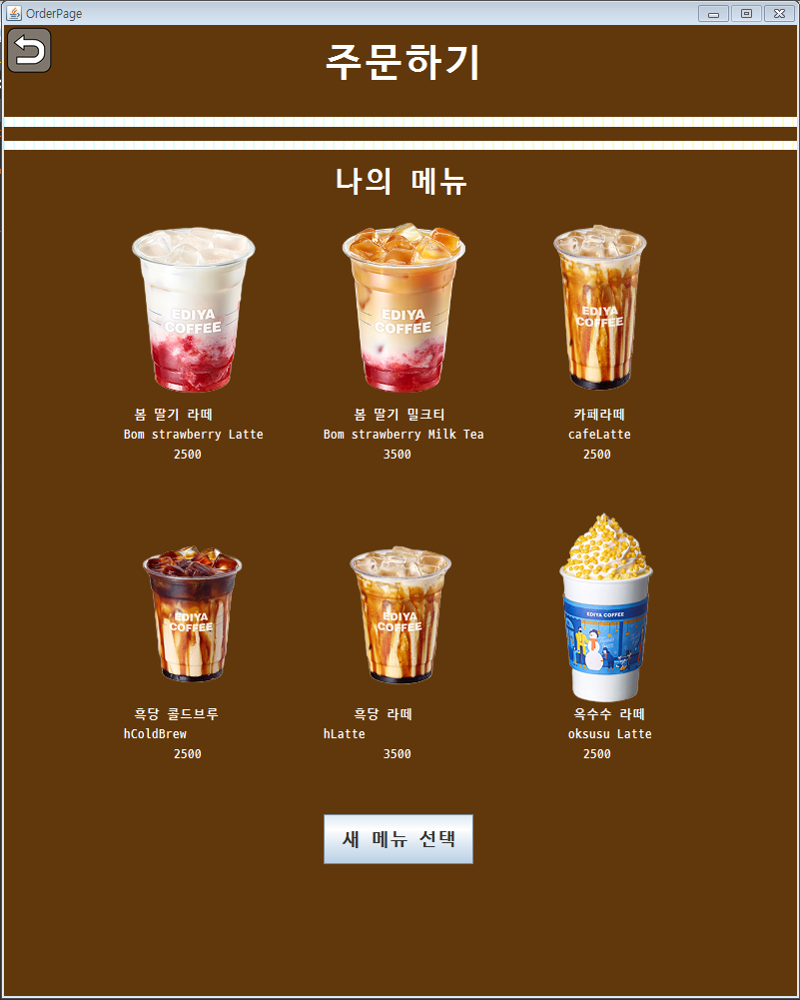 OrderPage
주문하기
나의 메뉴
EDIYA
COFFEE
EDIYA
COFFEE
EDIYA
COFFEE
봄 딸기 라떼
봄 딸기 밀크티
카페라떼
Bom strawberry Latte
Bom strawberry Milk Tea
cafeLatte
2500
3500
2500
EDIYA
COFFEE
EDIYA
COFFEE
EDIYA COFFEE
흑당 콜드브루
흑당 라떼
옥수수 라떼
hColdBrew
hLatte
oksusu Latte
2500
3500
2500
새 메뉴 선택